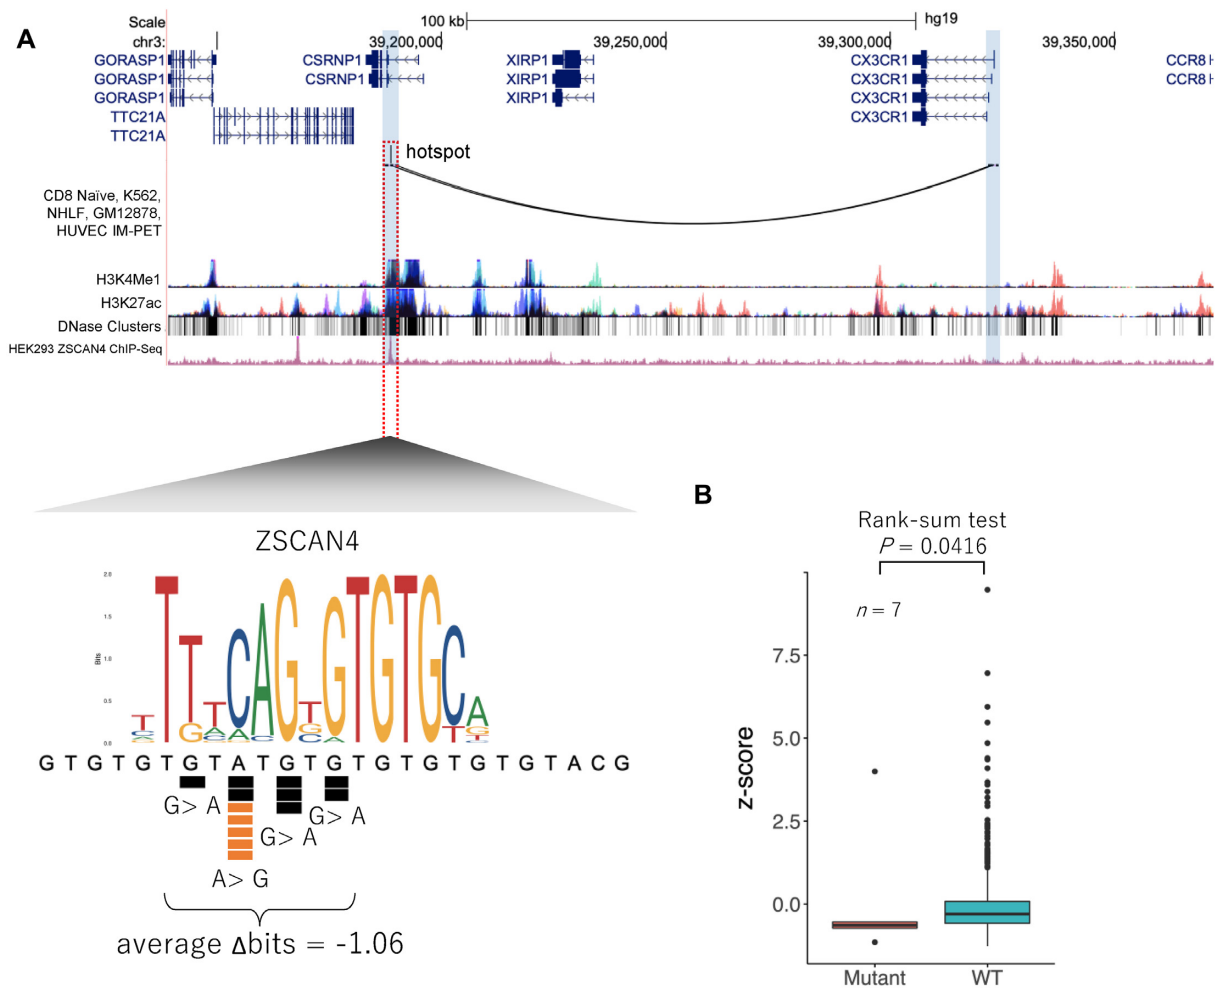 A
Scale
100 kb
hg19
chr3:
39,200,000
39,250,000
39,300,000
39,350,000
GORASP1
CSRNP1
XIRP1
CX3CR1
CCR8
GORASP1
CSRNP1
XIRP1
CX3CR1
CCR8
GORASP1
XIRP1
CX3CR1
TTC21A
CX3CR1
TTC21A
hotspot
CD8 Naïve, K562,
NHLF, GM12878,
HUVEC IM-PET
H3K4Me1
H3K27ac
DNase Clusters
HEK293 ZSCAN4 ChIP-Seq
ZSCAN4
2.0
1.5
1.0
0.5
0.0
Bits
G T G T G T G T A T G T G T G T G T G T G T A C G
G> A
G> A
G> A
A> G
average Δbits = -1.06
B
Rank-sum test
P = 0.0416
n = 7
7.5
5.0
2.5
0.0
z-score
Mutant
WT